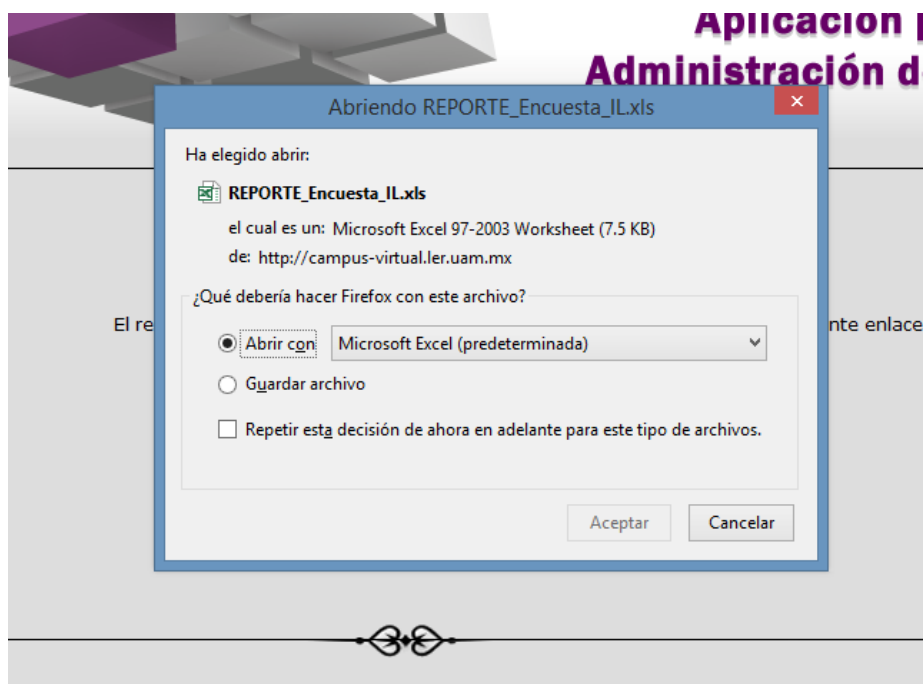 Aplicación
Administración d
Abriendo REPORTE_Encuesta_IL.xls
Ha elegido abrir:
REPORTE_Encuesta_IL.xls
el cual es un: Microsoft Excel 97-2003 Worksheet (7.5 KB)
de: http://campus-virtual.ler.uam.mx
¿Qué debería hacer Firefox con este archivo?
El re
nte enlace
Abrir con
Microsoft Excel (predeterminada)
Guardar archivo
Repetir esta decisión de ahora en adelante para este tipo de archivos.
Aceptar
Cancelar